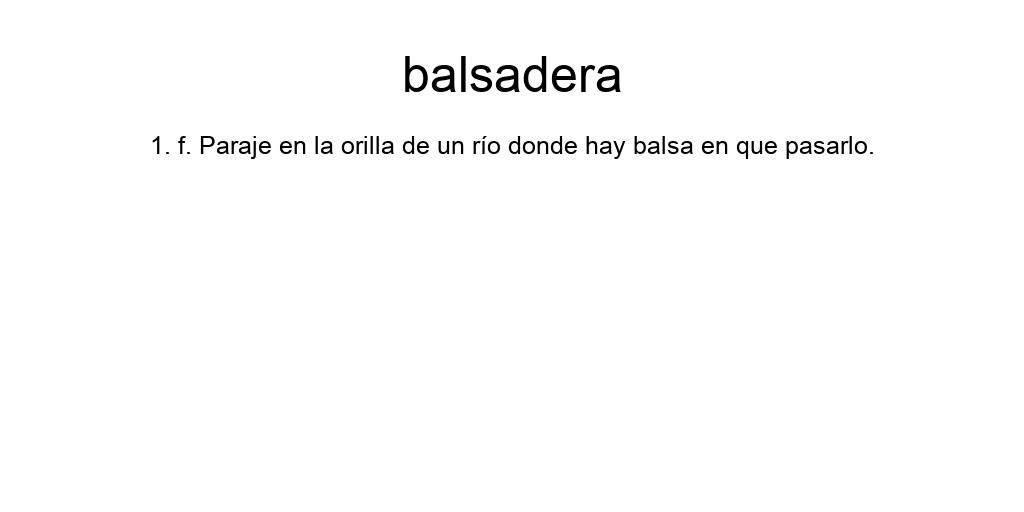 balsadera
1. f. Paraje en la orilla de un río donde hay balsa en que pasarlo.